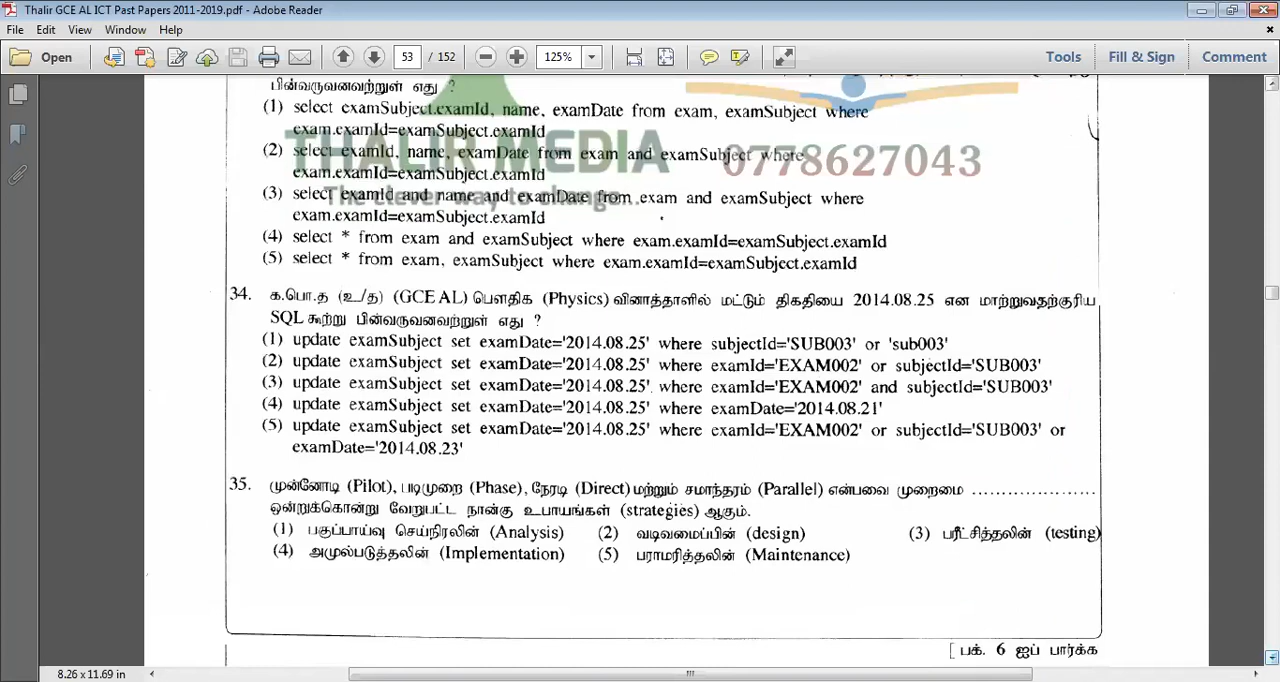 Thalir GCE AL ICT Past Papers 2011-2019.pdf - Adobe Reader
File Edit View Window Help
Open 53 / 152 125% Tools Fill & Sign Comment
பின்வருவனவற்றுள் எது ?
(1) select examSubject.examId, name, examDate from exam, examSubject where
exam.examId=examSubject.examId
THALIR MEDIA
0778627043
(2) select examId, name, examDate from exam and examSubject where
exam.examId=examSubject.examId
The clever way to change...
(3) select examId and name and examDate from exam and examSubject where
exam.examId=examSubject.examId
(4) select * from exam and examSubject where exam.examId=examSubject.examId
(5) select * from exam, examSubject where exam.examId=examSubject.examId
34. க.பொ.த (உ/த) (GCE AL) பௌதிக (Physics) வினாத்தாளில் மட்டும் திகதியை 2014.08.25 என மாற்றுவதற்குரிய
SQL கூற்று பின்வருவனவற்றுள் எது ?
(1) update examSubject set examDate='2014.08.25' where subjectId='SUB003' or 'sub003'
(2) update examSubject set examDate='2014.08.25' where examId='EXAM002' or subjectId='SUB003'
(3) update examSubject set examDate='2014.08.25' where examId='EXAM002' and subjectId='SUB003'
(4) update examSubject set examDate='2014.08.25' where examDate='2014.08.21'
(5) update examSubject set examDate='2014.08.25' where examId='EXAM002' or subjectId='SUB003' or
examDate='2014.08.23'
35. முன்னோடி (Pilot), படிமுறை (Phase), நேரடி (Direct) மற்றும் சமாந்தரம் (Parallel) என்பவை முறைமை ........................
ஒன்றுக்கொன்று வேறுபட்ட நான்கு உபாயங்கள் (strategies) ஆகும்.
(1) பகுப்பாய்வு செய்நிரலின் (Analysis) (2) வடிவமைப்பின் (design) (3) பரீட்சித்தலின் (testing)
(4) அமுல்படுத்தலின் (Implementation) (5) பராமரித்தலின் (Maintenance)
[ பக். 6 ஐப் பார்க்க
8.26 x 11.69 in